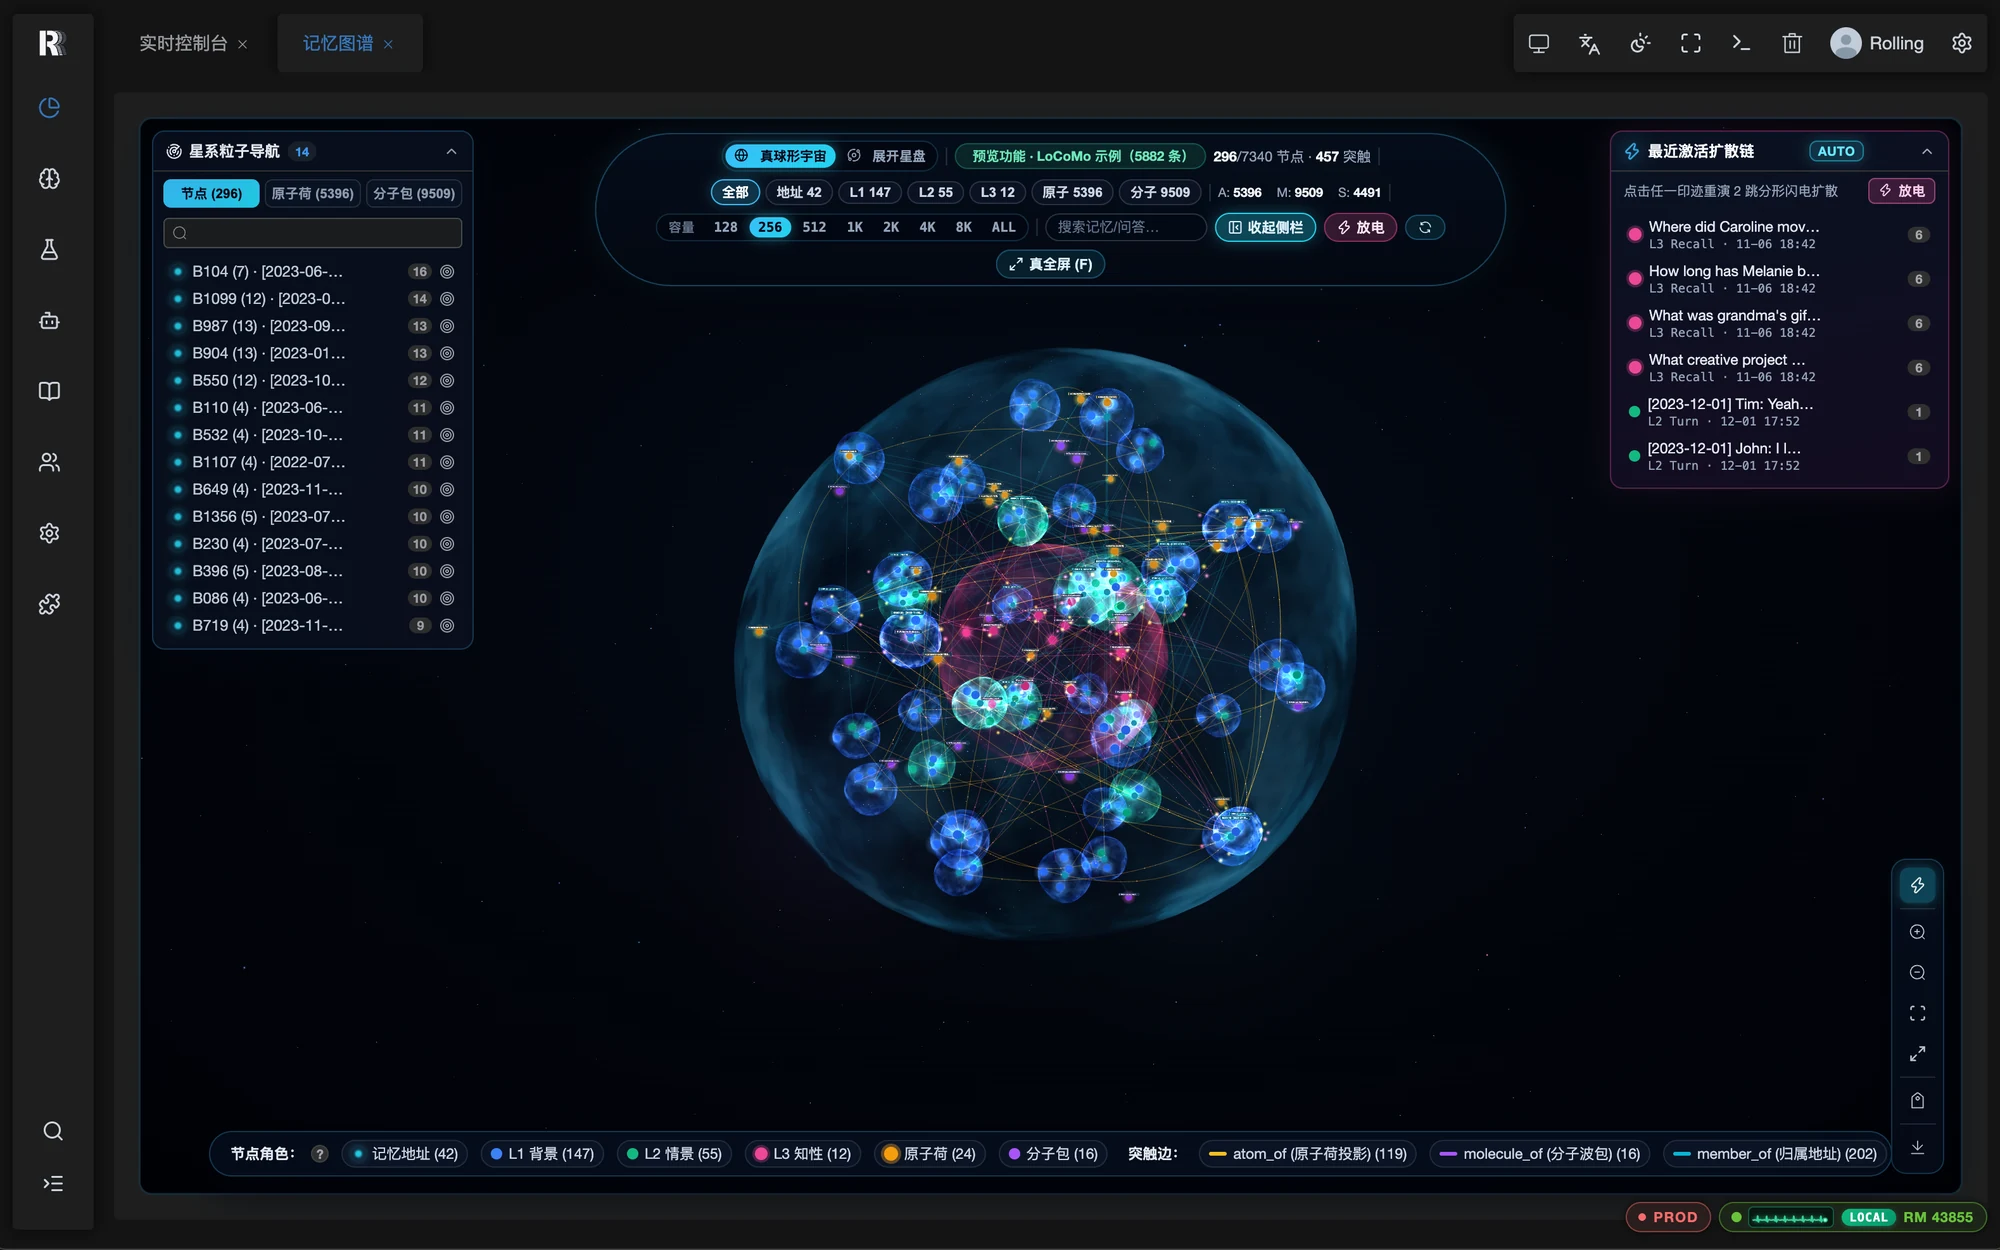 实时控制台 ×
记忆图谱 ×
Rolling
星系粒子导航 14
节点 (296)
原子荷 (5396)
分子包 (9509)
B104 (7) · [2023-06-... 16
B1099 (12) · [2023-0... 14
B987 (13) · [2023-09... 13
B904 (13) · [2023-01... 13
B550 (12) · [2023-10... 12
B110 (4) · [2023-06-... 11
B532 (4) · [2023-10-... 11
B1107 (4) · [2022-07... 11
B649 (4) · [2023-11-... 10
B1356 (5) · [2023-07... 10
B230 (4) · [2023-07-... 10
B396 (5) · [2023-08-... 10
B086 (4) · [2023-06-... 10
B719 (4) · [2023-11-... 9
真球形宇宙 展开星盘 预览功能 · LoCoMo 示例（5882 条） 296/7340 节点 · 457 突触
全部 地址 42 L1 147 L2 55 L3 12 原子 5396 分子 9509 A: 5396 M: 9509 S: 4491
容量 128 256 512 1K 2K 4K 8K ALL 搜索记忆/问答... 收起侧栏 放电
真全屏 (F)
最近激活扩散链 AUTO
点击任一印迹重演 2 跳分形闪电扩散 放电
Where did Caroline mov... 6
L3 Recall · 11-06 18:42
How long has Melanie b... 6
L3 Recall · 11-06 18:42
What was grandma's gif... 6
L3 Recall · 11-06 18:42
What creative project ... 6
L3 Recall · 11-06 18:42
[2023-12-01] Tim: Yeah... 1
L2 Turn · 12-01 17:52
[2023-12-01] John: I l... 1
L2 Turn · 12-01 17:52
节点角色： ? 记忆地址 (42) L1 背景 (147) L2 情景 (55) L3 知性 (12) 原子荷 (24) 分子包 (16) 突触边： atom_of (原子荷投影) (119) molecule_of (分子波包) (16) member_of (归属地址) (202)
PROD
LOCAL RM 43855